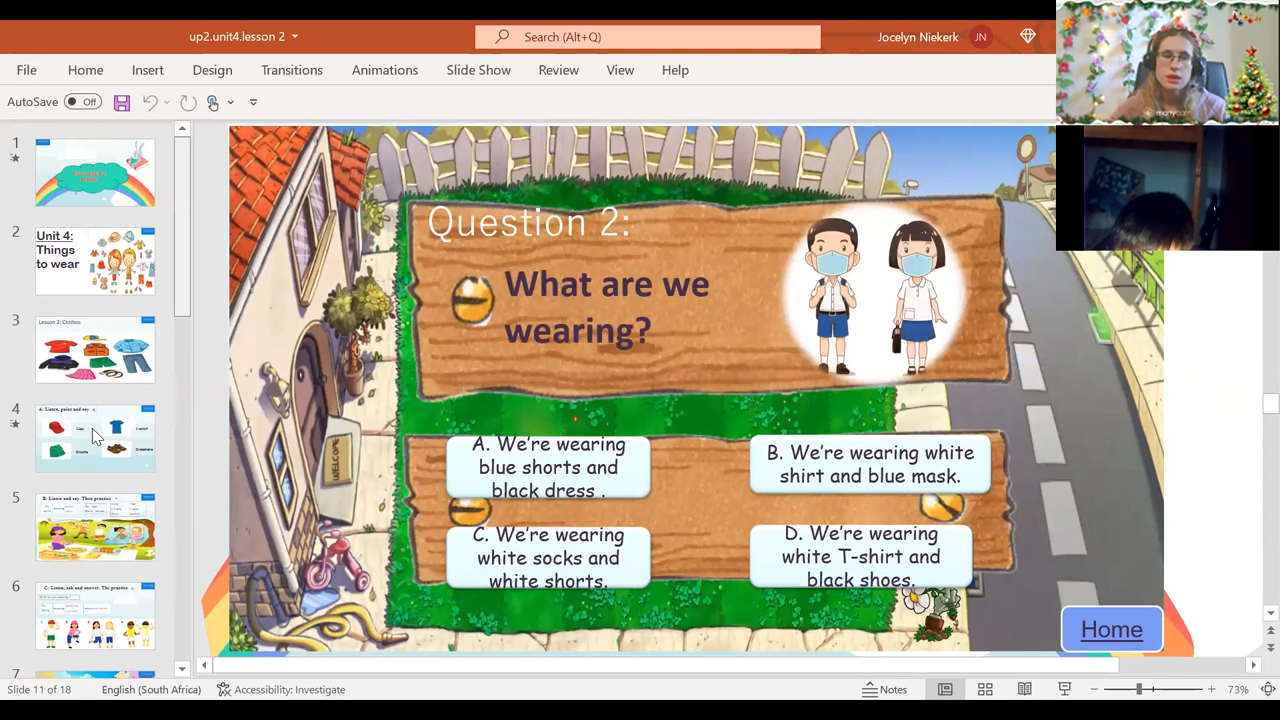 up2.unit4.lesson 2
Search (Alt+Q)
Jocelyn Niekerk
JN
File Home Insert Design Transitions Animations Slide Show Review View Help
AutoSave Off
1
2
Unit 4:
Things
to wear
3
Lesson 2: Clothes
4
A: Listen, point and say
Cap
T-shirt
Shorts
Sneakers
5
B: Listen and say. Then practice
6
C: Listen, ask and answer. The practice
7
Question 2:
What are we
wearing?
A. We're wearing
blue shorts and
black dress .
B. We're wearing white
shirt and blue mask.
C. We're wearing
white socks and
white shorts.
D. We're wearing
white T-shirt and
black shoes.
WELCOME
Home
Slide 11 of 18
English (South Africa)
Accessibility: Investigate
Notes
73%